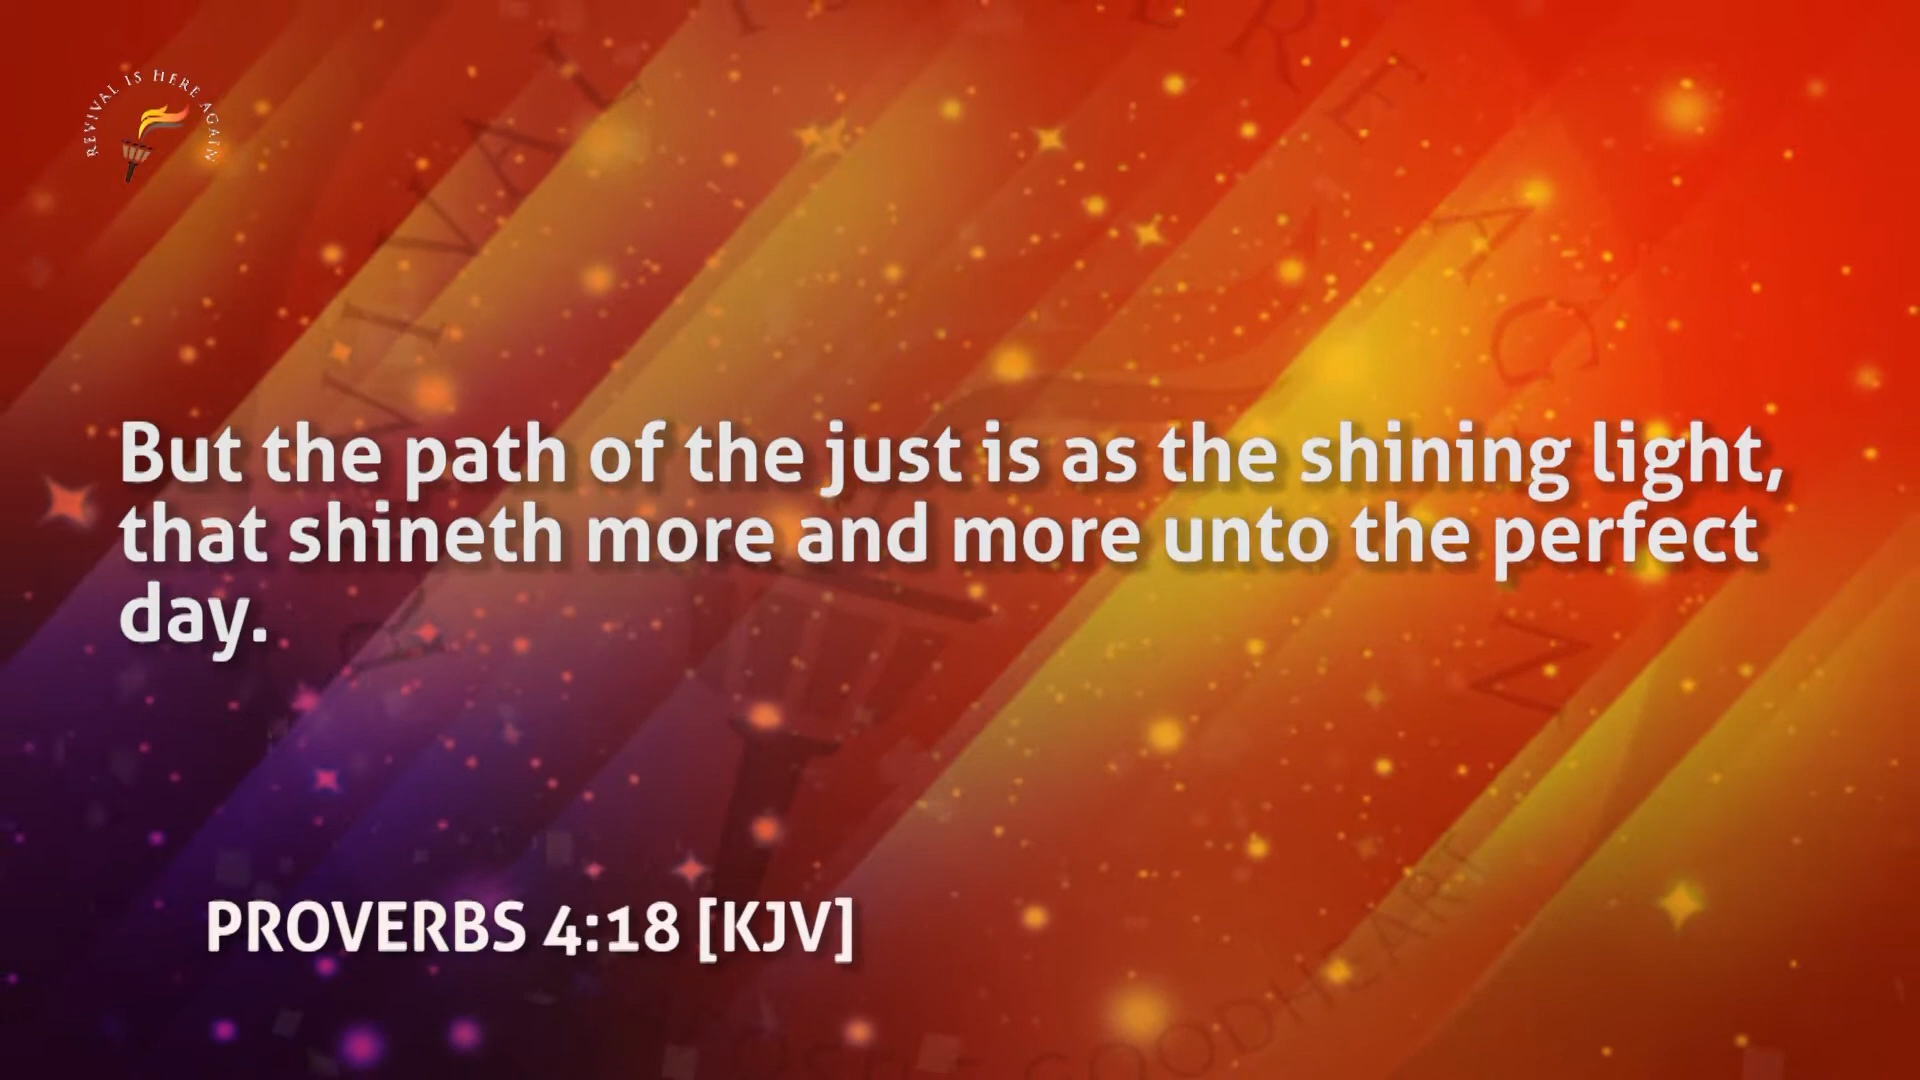 REVIVAL IS HERE AGAIN
But the path of the just is as the shining light,
that shineth more and more unto the perfect
day.
PROVERBS 4:18 [KJV]
GOODHEART